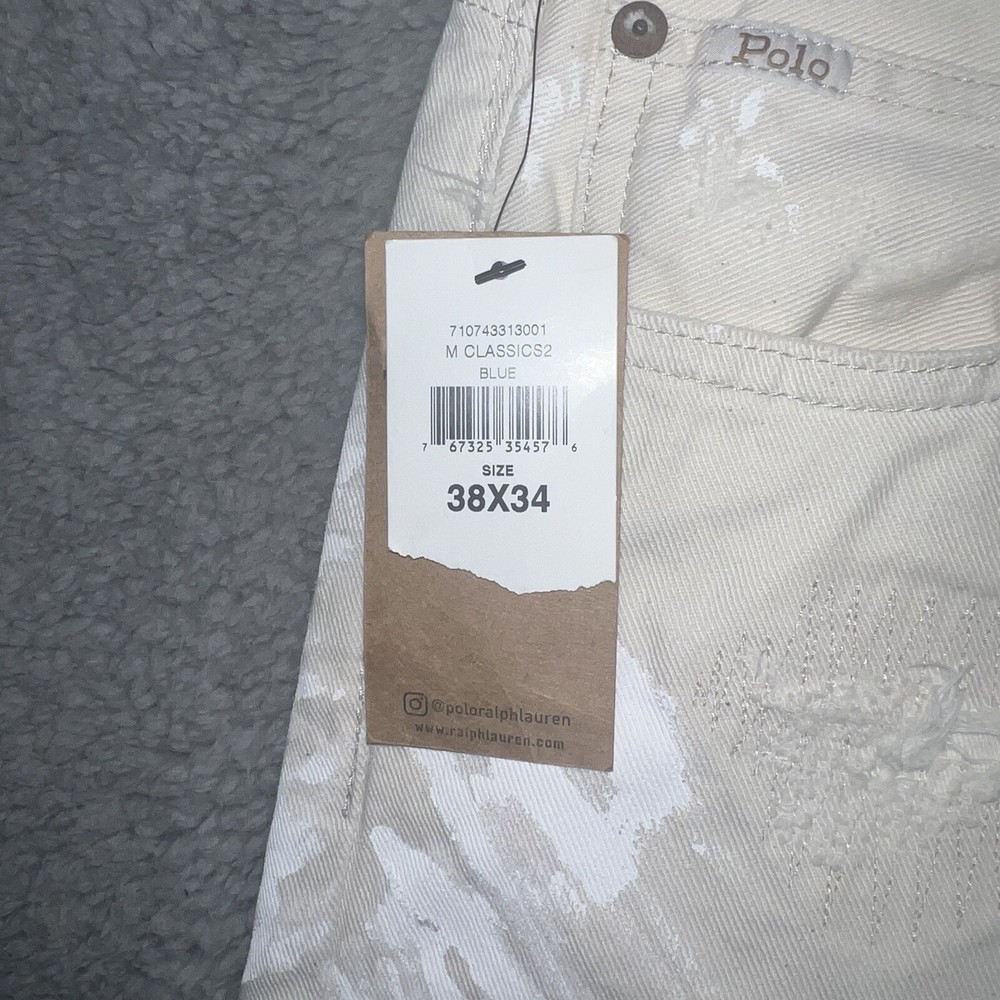 Polo
710743313001
M CLASSICS2
BLUE
7 67325 35457 6
SIZE
38X34
@poloralphlauren
www.ralphlauren.com